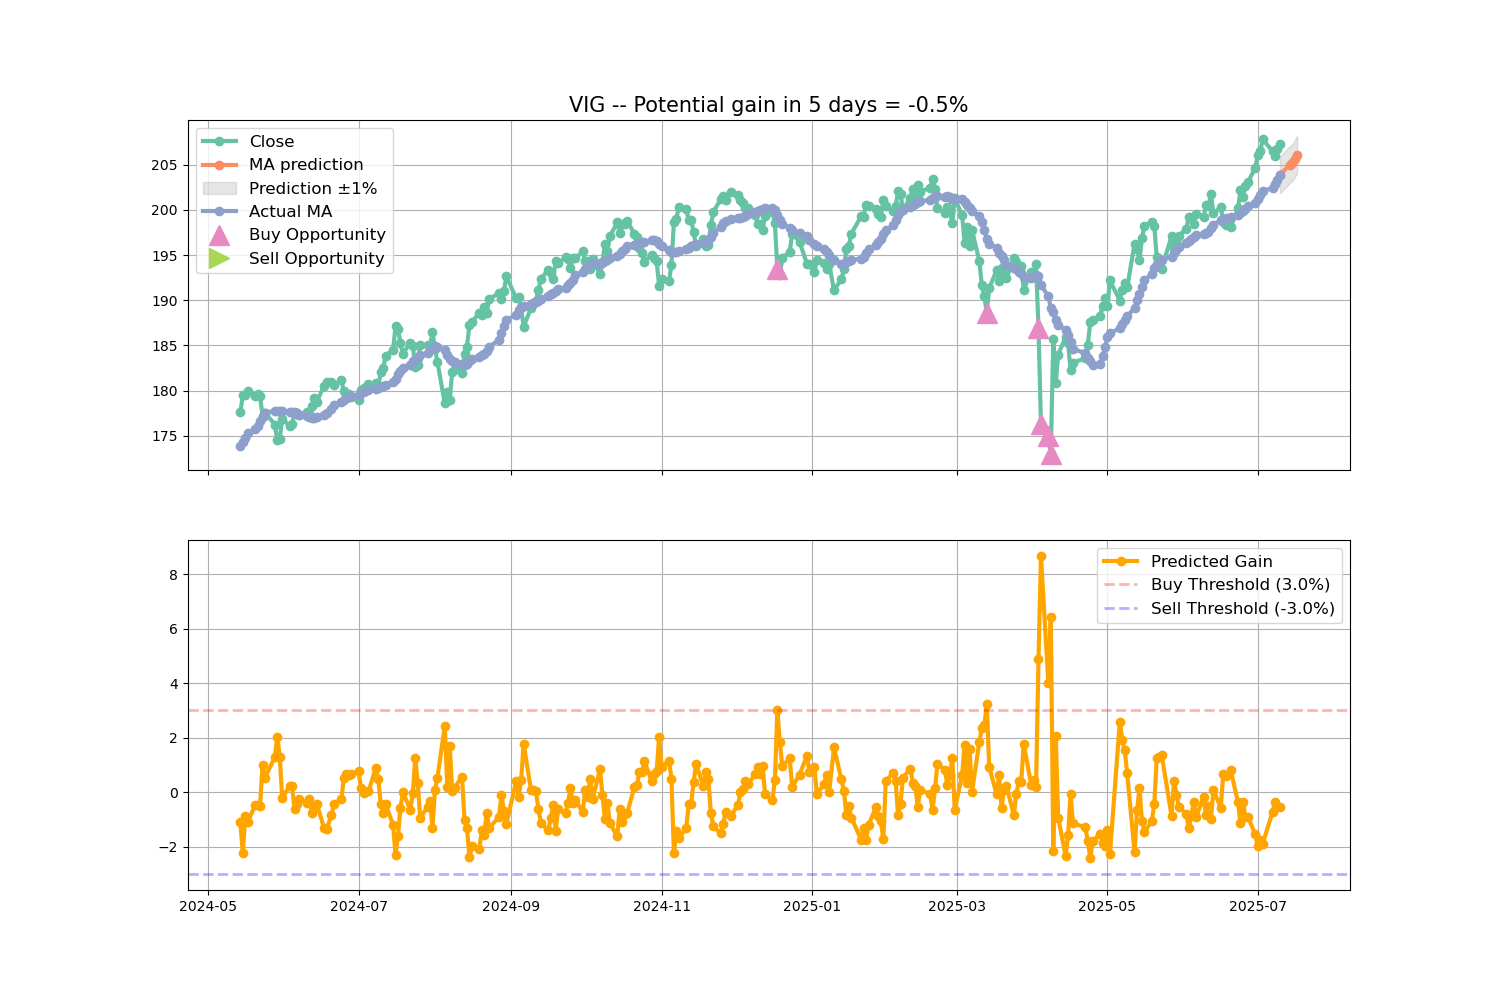 VIG -- Potential gain in 5 days = -0.5%
Close
MA prediction
Prediction ±1%
Actual MA
Buy Opportunity
Sell Opportunity
205
200
195
190
185
180
175
Predicted Gain
Buy Threshold (3.0%)
Sell Threshold (-3.0%)
8
6
4
2
0
−2
2024-05 2024-07 2024-09 2024-11 2025-01 2025-03 2025-05 2025-07